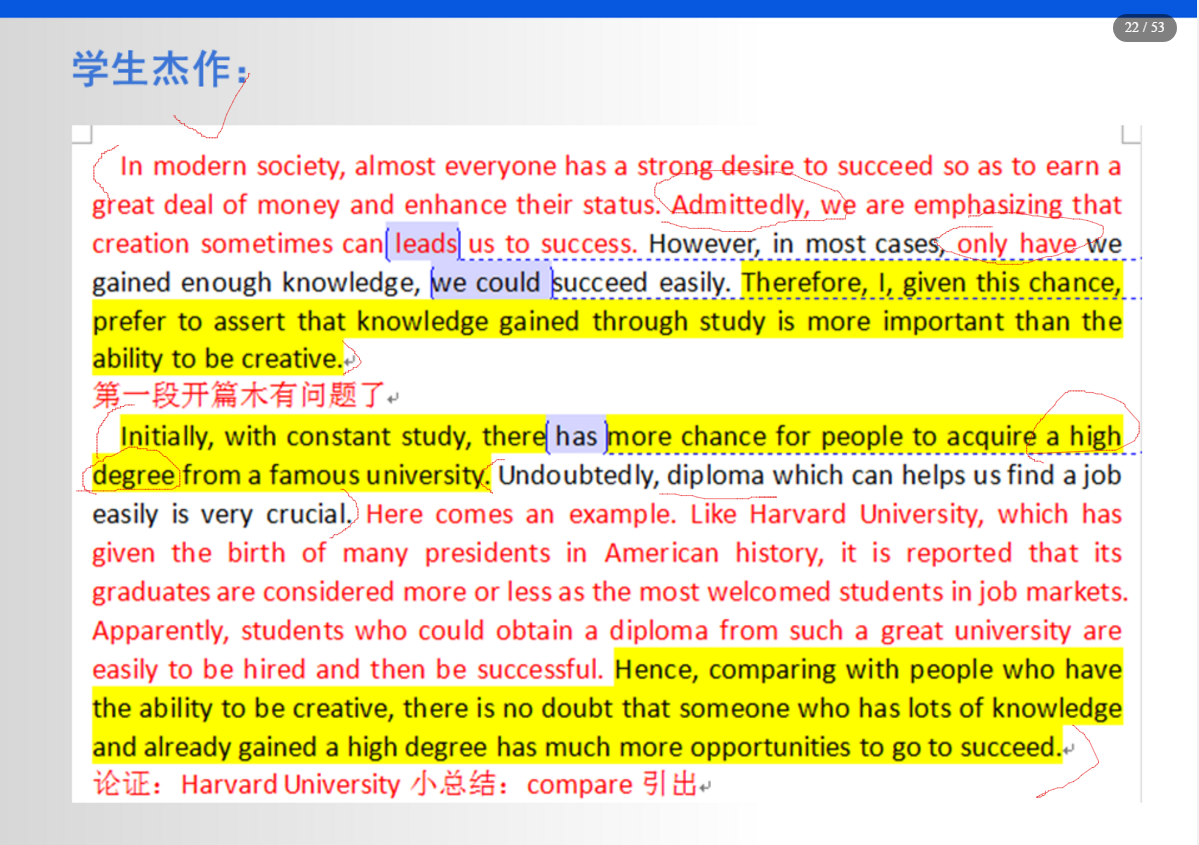 22 / 53
学生杰作：
In modern society, almost everyone has a strong desire to succeed so as to earn a
great deal of money and enhance their status. Admittedly, we are emphasizing that
creation sometimes can leads us to success. However, in most cases, only have we
gained enough knowledge, we could succeed easily. Therefore, I, given this chance,
prefer to assert that knowledge gained through study is more important than the
ability to be creative.
第一段开篇木有问题了
Initially, with constant study, there has more chance for people to acquire a high
degree from a famous university. Undoubtedly, diploma which can helps us find a job
easily is very crucial. Here comes an example. Like Harvard University, which has
given the birth of many presidents in American history, it is reported that its
graduates are considered more or less as the most welcomed students in job markets.
Apparently, students who could obtain a diploma from such a great university are
easily to be hired and then be successful. Hence, comparing with people who have
the ability to be creative, there is no doubt that someone who has lots of knowledge
and already gained a high degree has much more opportunities to go to succeed.
论证：Harvard University 小总结：compare 引出